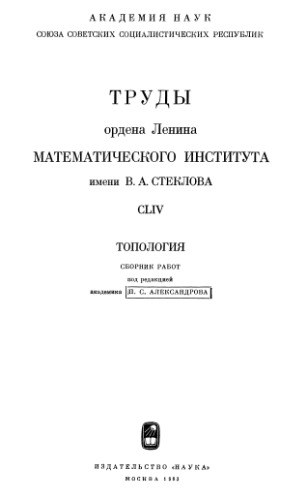 АКАДЕМИЯ НАУК
СОЮЗА СОВЕТСКИХ СОЦИАЛИСТИЧЕСКИХ РЕСПУБЛИК
ТРУДЫ
ордена Ленина
МАТЕМАТИЧЕСКОГО ИНСТИТУТА
имени В. А. СТЕКЛОВА
CLIV
ТОПОЛОГИЯ
СБОРНИК РАБОТ
под редакцией
академика П. С. АЛЕКСАНДРОВА
ИЗДАТЕЛЬСТВО «НАУКА»
МОСКВА